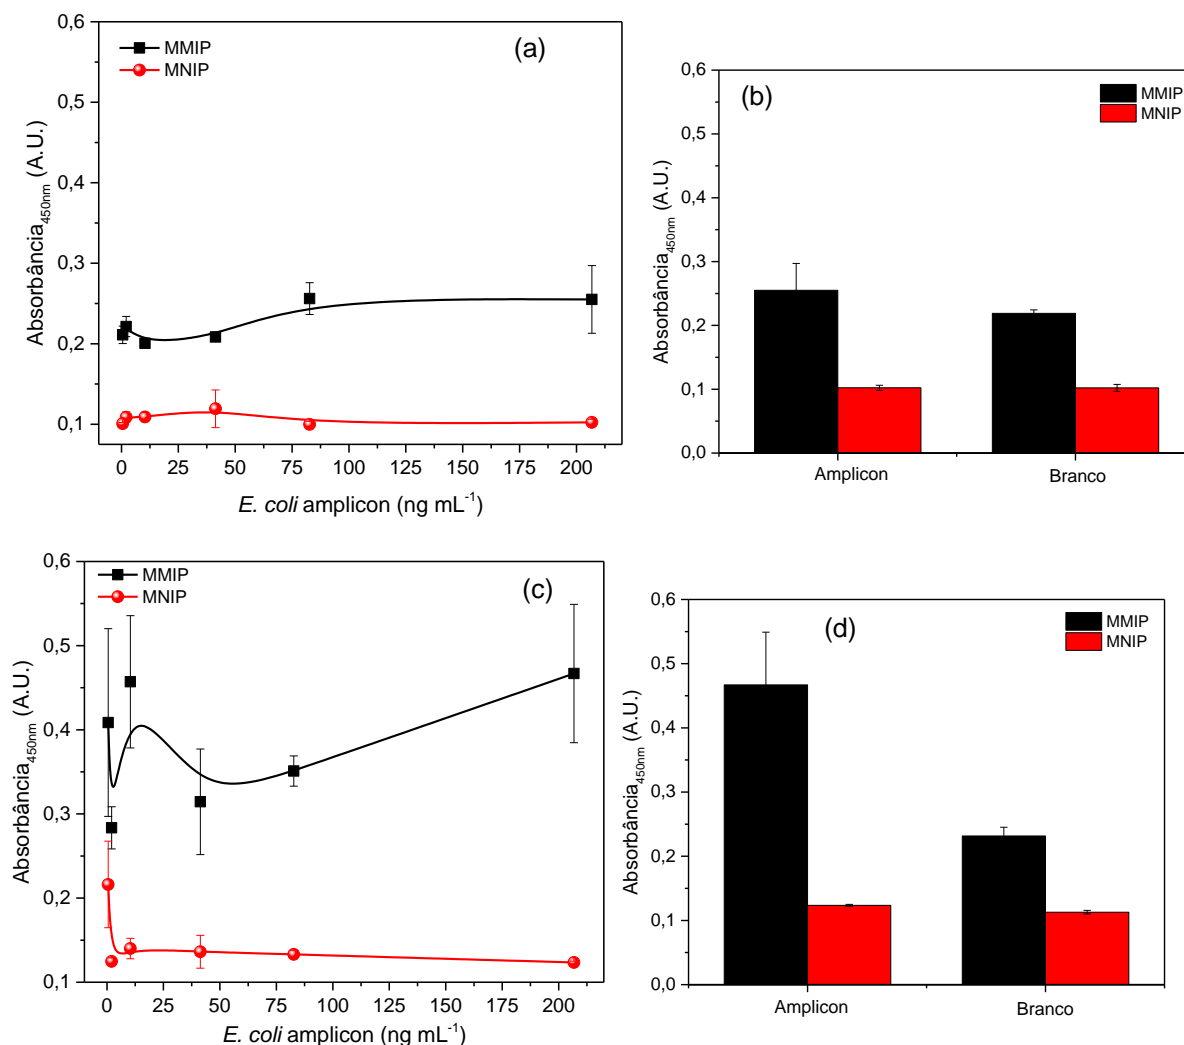 (a)
MMIP
MNIP
0,6
0,5
0,4
0,3
0,2
0,1
Absorbância450nm (A.U.)
0 25 50 75 100 125 150 175 200
E. coli amplicon (ng mL-1)
(b)
MMIP
MNIP
0,6
0,5
0,4
0,3
0,2
0,1
0,0
Absorbância450nm (A.U.)
Amplicon Branco
(c)
MMIP
MNIP
0,6
0,5
0,4
0,3
0,2
0,1
Absorbância450nm (A.U.)
0 25 50 75 100 125 150 175 200
E. coli amplicon (ng mL-1)
(d)
MMIP
MNIP
0,6
0,5
0,4
0,3
0,2
0,1
0,0
Absorbância450nm (A.U.)
Amplicon Branco